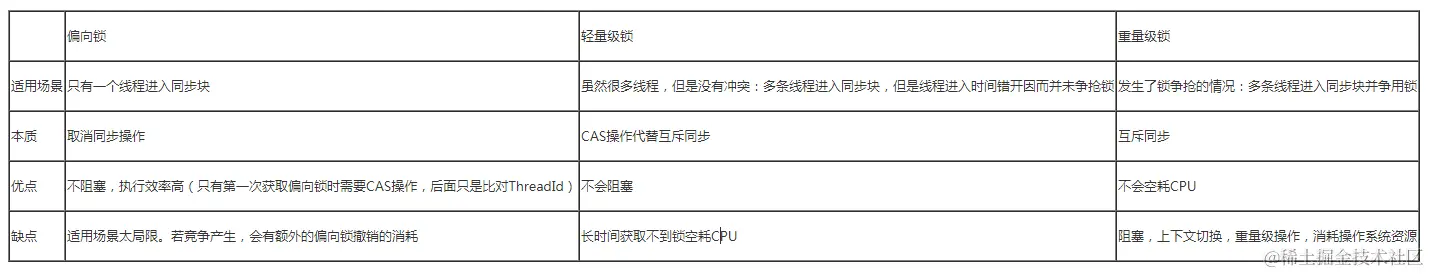 偏向锁 轻量级锁 重量级锁
适用场景 只有一个线程进入同步块 虽然很多线程，但是没有冲突：多条线程进入同步块，但是线程进入时间错开因而并未争抢锁 发生了锁争抢的情况：多条线程进入同步块并争用锁
本质 取消同步操作 CAS操作代替互斥同步 互斥同步
优点 不阻塞，执行效率高（只有第一次获取偏向锁时需要CAS操作，后面只是比对ThreadId） 不会阻塞 不会空耗CPU
缺点 适用场景太局限。若竞争产生，会有额外的偏向锁撤销的消耗 长时间获取不到锁空耗CPU 阻塞，上下文切换，重量级操作，消耗操作系统资源
@稀土掘金技术社区